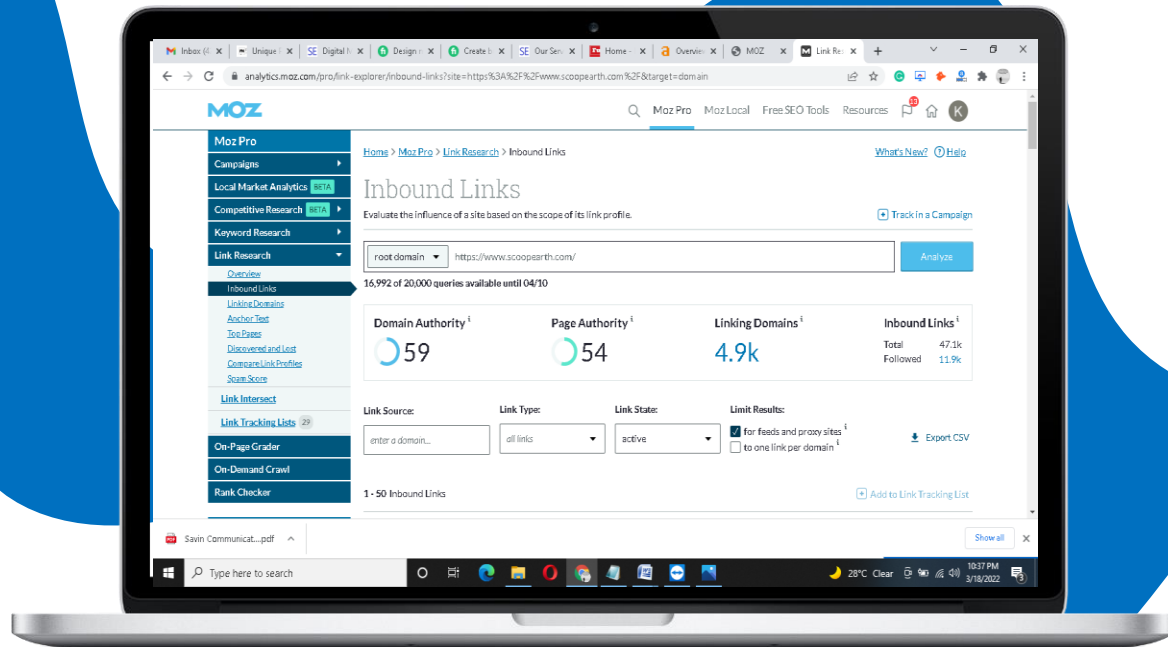 Inbox (4
Unique
SE Digital
Design
Create
SE Our Ser
Home -
Overvie
MOZ
Link Re
analytics.moz.com/pro/link-explorer/inbound-links?site=https%3A%2F%2Fwww.scoopearth.com%2F&target=domain
MOZ
Moz Pro Moz Local Free SEO Tools Resources 13 K
Moz Pro
Campaigns
Local Market Analytics BETA
Competitive Research BETA
Keyword Research
Link Research
Overview
Inbound Links
Linking Domains
Anchor Text
Top Pages
Discovered and Lost
Compare Link Profiles
Spam Score
Link Intersect
Link Tracking Lists 29
On-Page Grader
On-Demand Crawl
Rank Checker
Home > Moz Pro > Link Research > Inbound Links
What's New? ? Help
Inbound Links
Evaluate the influence of a site based on the scope of its link profile.
Track in a Campaign
root domain https://www.scoopearth.com/ Analyze
16,992 of 20,000 queries available until 04/10
Domain Authority i
59
Page Authority i
54
Linking Domains i
4.9k
Inbound Links i
Total 47.1k
Followed 11.9k
Link Source:
enter a domain...
Link Type:
all links
Link State:
active
Limit Results:
for feeds and proxy sites i
to one link per domain i
Export CSV
1 - 50 Inbound Links
Add to Link Tracking List
Savin Communicat....pdf
Show all
Type here to search
28°C Clear
10:37 PM
3/18/2022
3